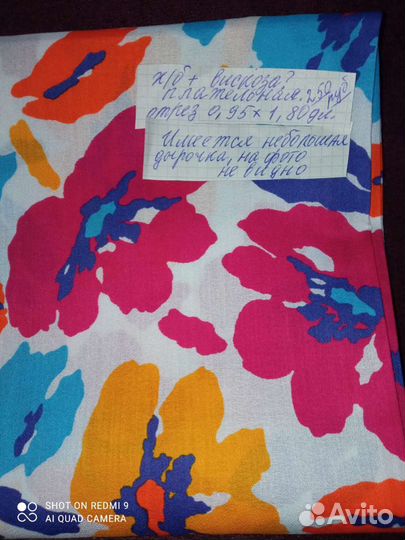 х/б + вискоза?
плательная. 250 руб
отрез 0,95 х 1,80 дл.
Имеется небольшая
дырочка, на фото
не видно
SHOT ON REDMI 9
AI QUAD CAMERA
Avito